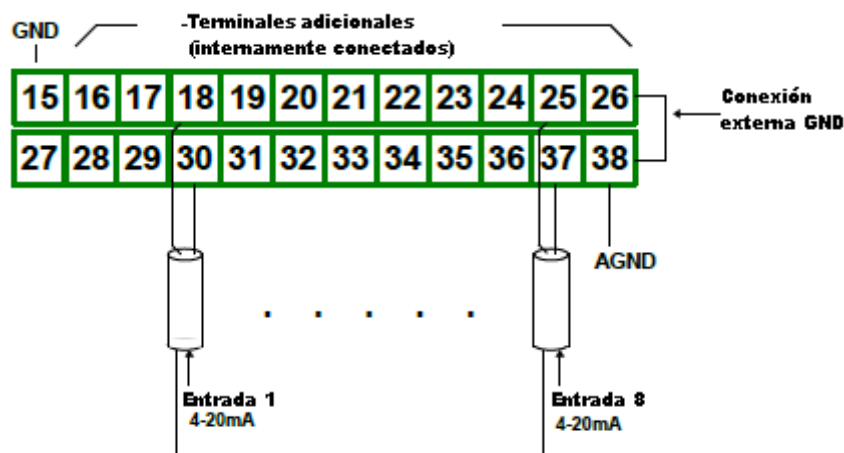 GND
-Terminales adicionales
(internamente conectados)
15 16 17 18 19 20 21 22 23 24 25 26
Conexión
externa GND
27 28 29 30 31 32 33 34 35 36 37 38
AGND
. . . . .
Entrada 1
4-20mA
Entrada 8
4-20mA